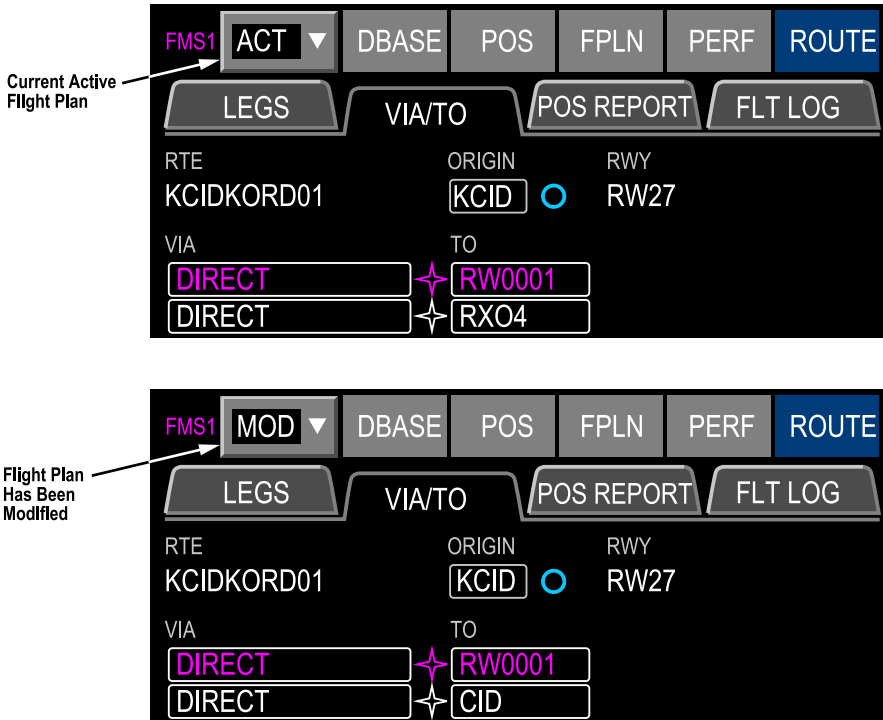 FMS1 ACT DBASE POS FPLN PERF ROUTE
Current Active
Flight Plan
LEGS VIA/TO POS REPORT FLT LOG
RTE ORIGIN RWY
KCIDKORD01 KCID RW27
VIA TO
DIRECT RW0001
DIRECT RXO4
FMS1 MOD DBASE POS FPLN PERF ROUTE
Flight Plan
Has Been
Modified
LEGS VIA/TO POS REPORT FLT LOG
RTE ORIGIN RWY
KCIDKORD01 KCID RW27
VIA TO
DIRECT RW0001
DIRECT CID